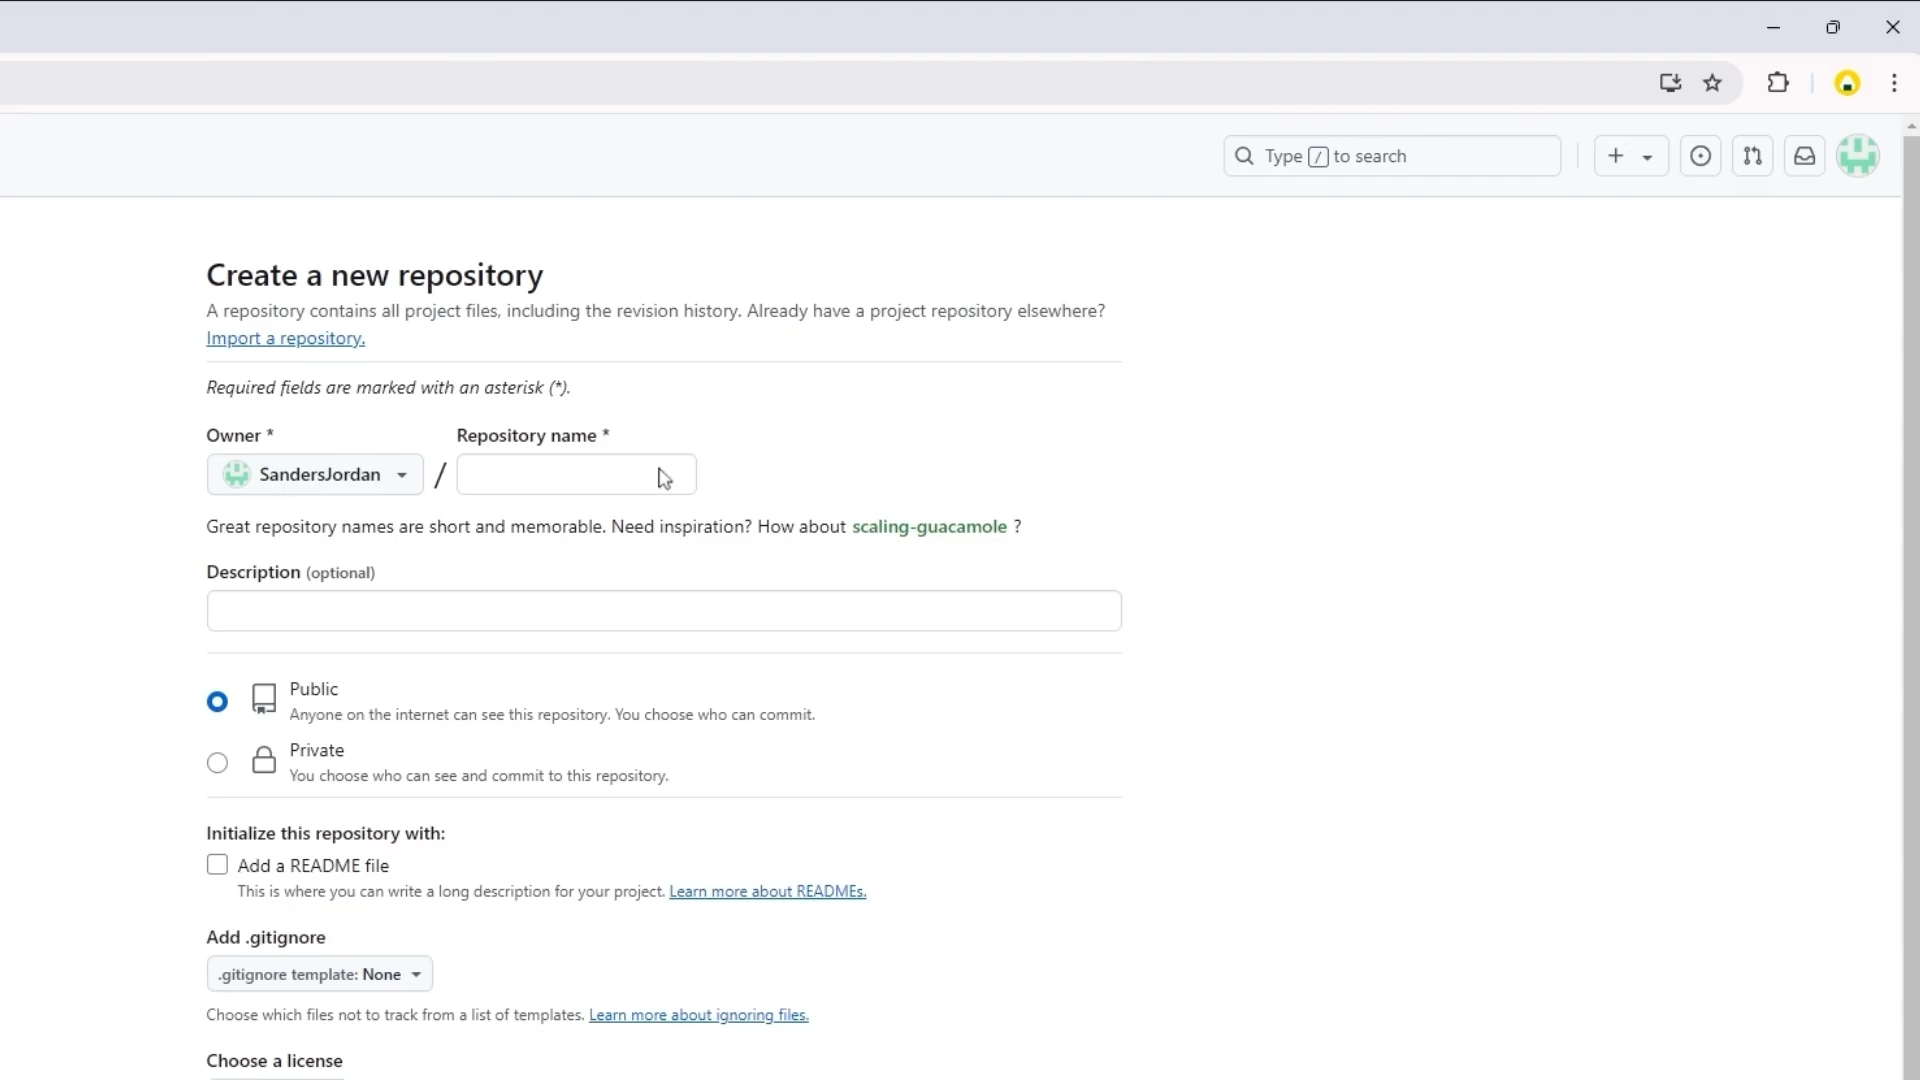 Type / to search
Create a new repository
A repository contains all project files, including the revision history. Already have a project repository elsewhere?
Import a repository.
Required fields are marked with an asterisk (*).
Owner * Repository name *
SandersJordan /
Great repository names are short and memorable. Need inspiration? How about scaling-guacamole ?
Description (optional)
Public
Anyone on the internet can see this repository. You choose who can commit.
Private
You choose who can see and commit to this repository.
Initialize this repository with:
Add a README file
This is where you can write a long description for your project. Learn more about READMEs.
Add .gitignore
.gitignore template: None
Choose which files not to track from a list of templates. Learn more about ignoring files.
Choose a license